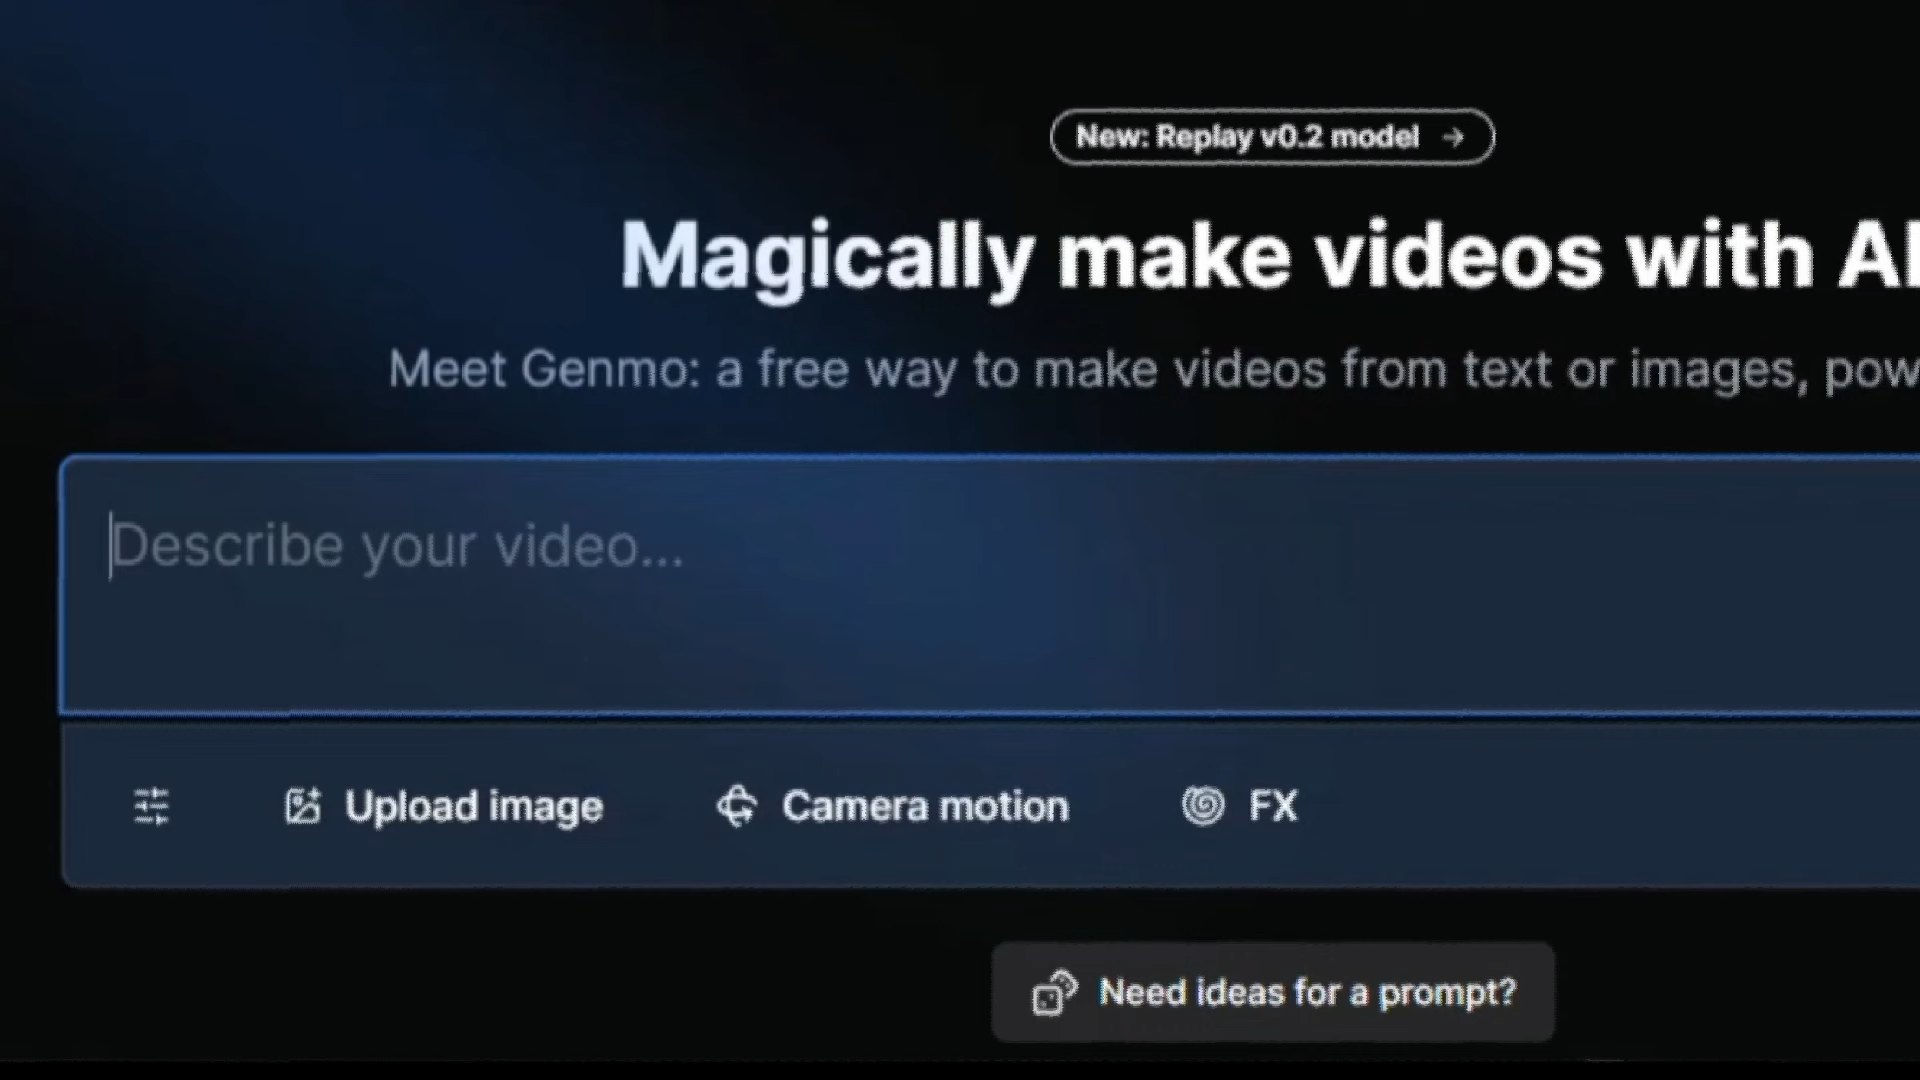 New: Replay v0.2 model →
Magically make videos with AI
Meet Genmo: a free way to make videos from text or images, pow
Describe your video...
Upload image
Camera motion
FX
Need ideas for a prompt?